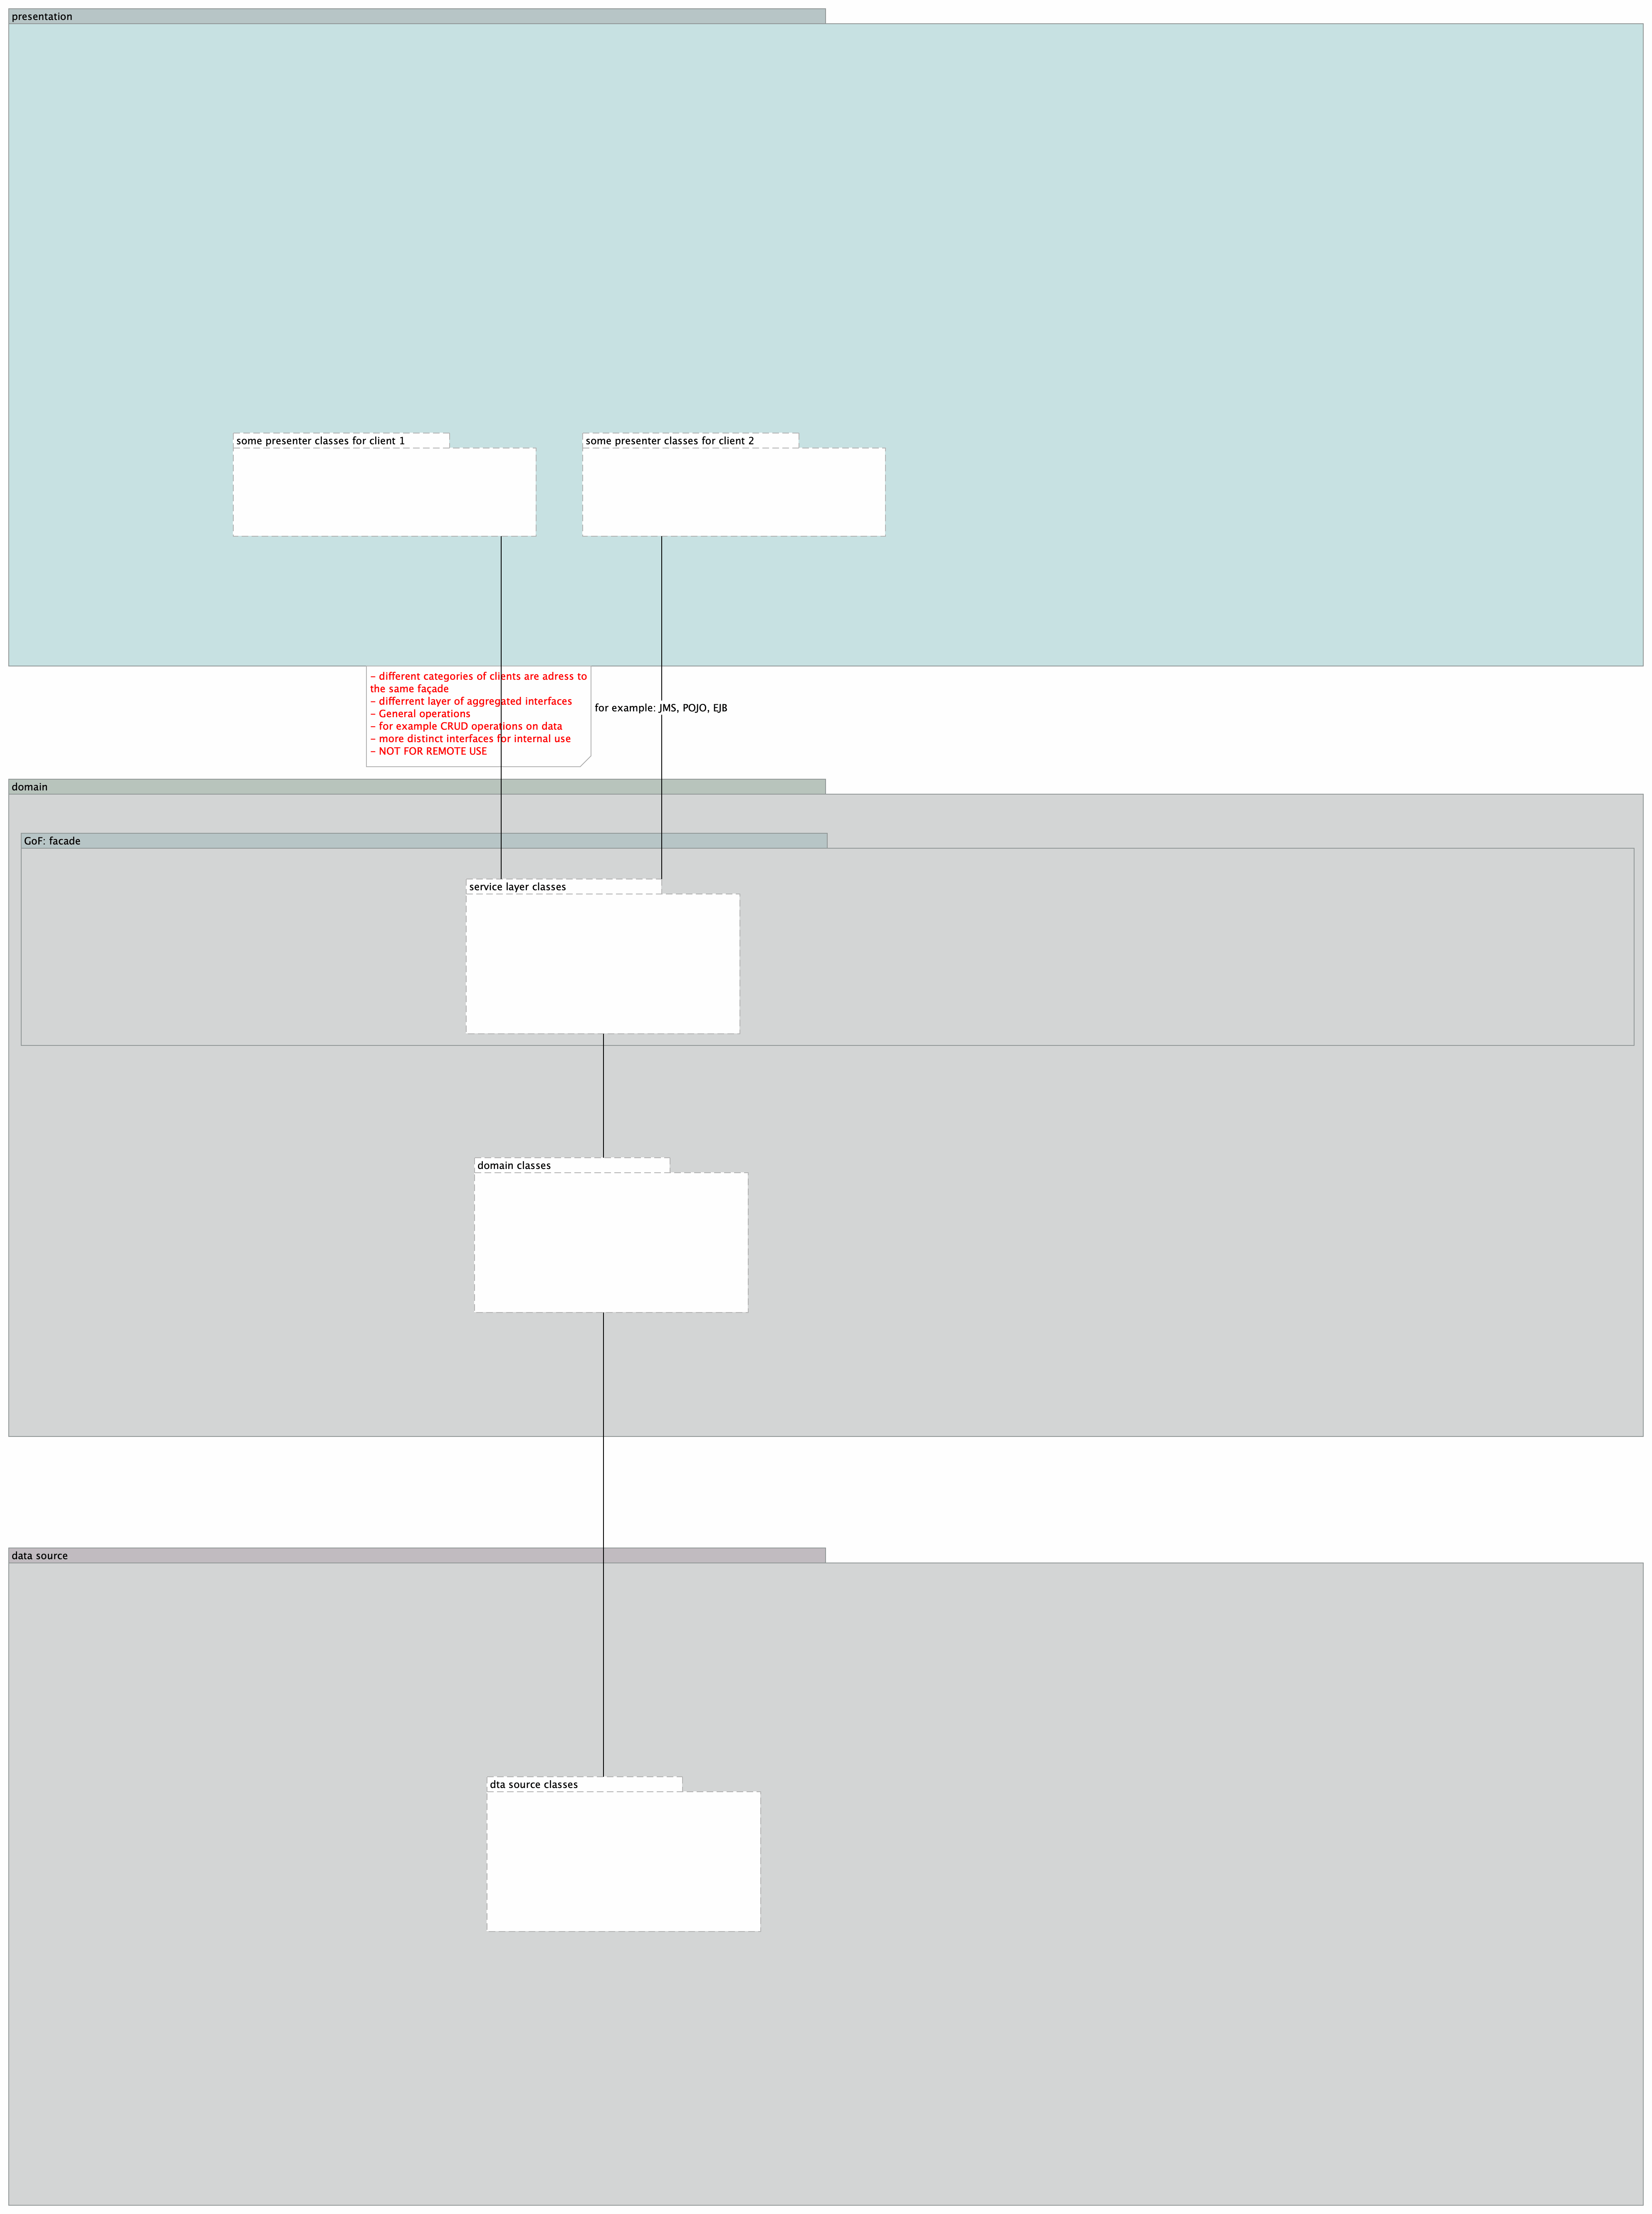 presentation
some presenter classes for client 1
some presenter classes for client 2
- different categories of clients are adress to
the same façade
- differrent layer of aggregated interfaces
- General operations
- for example CRUD operations on data
- more distinct interfaces for internal use
- NOT FOR REMOTE USE
for example: JMS, POJO, EJB
domain
GoF: facade
service layer classes
domain classes
data source
dta source classes